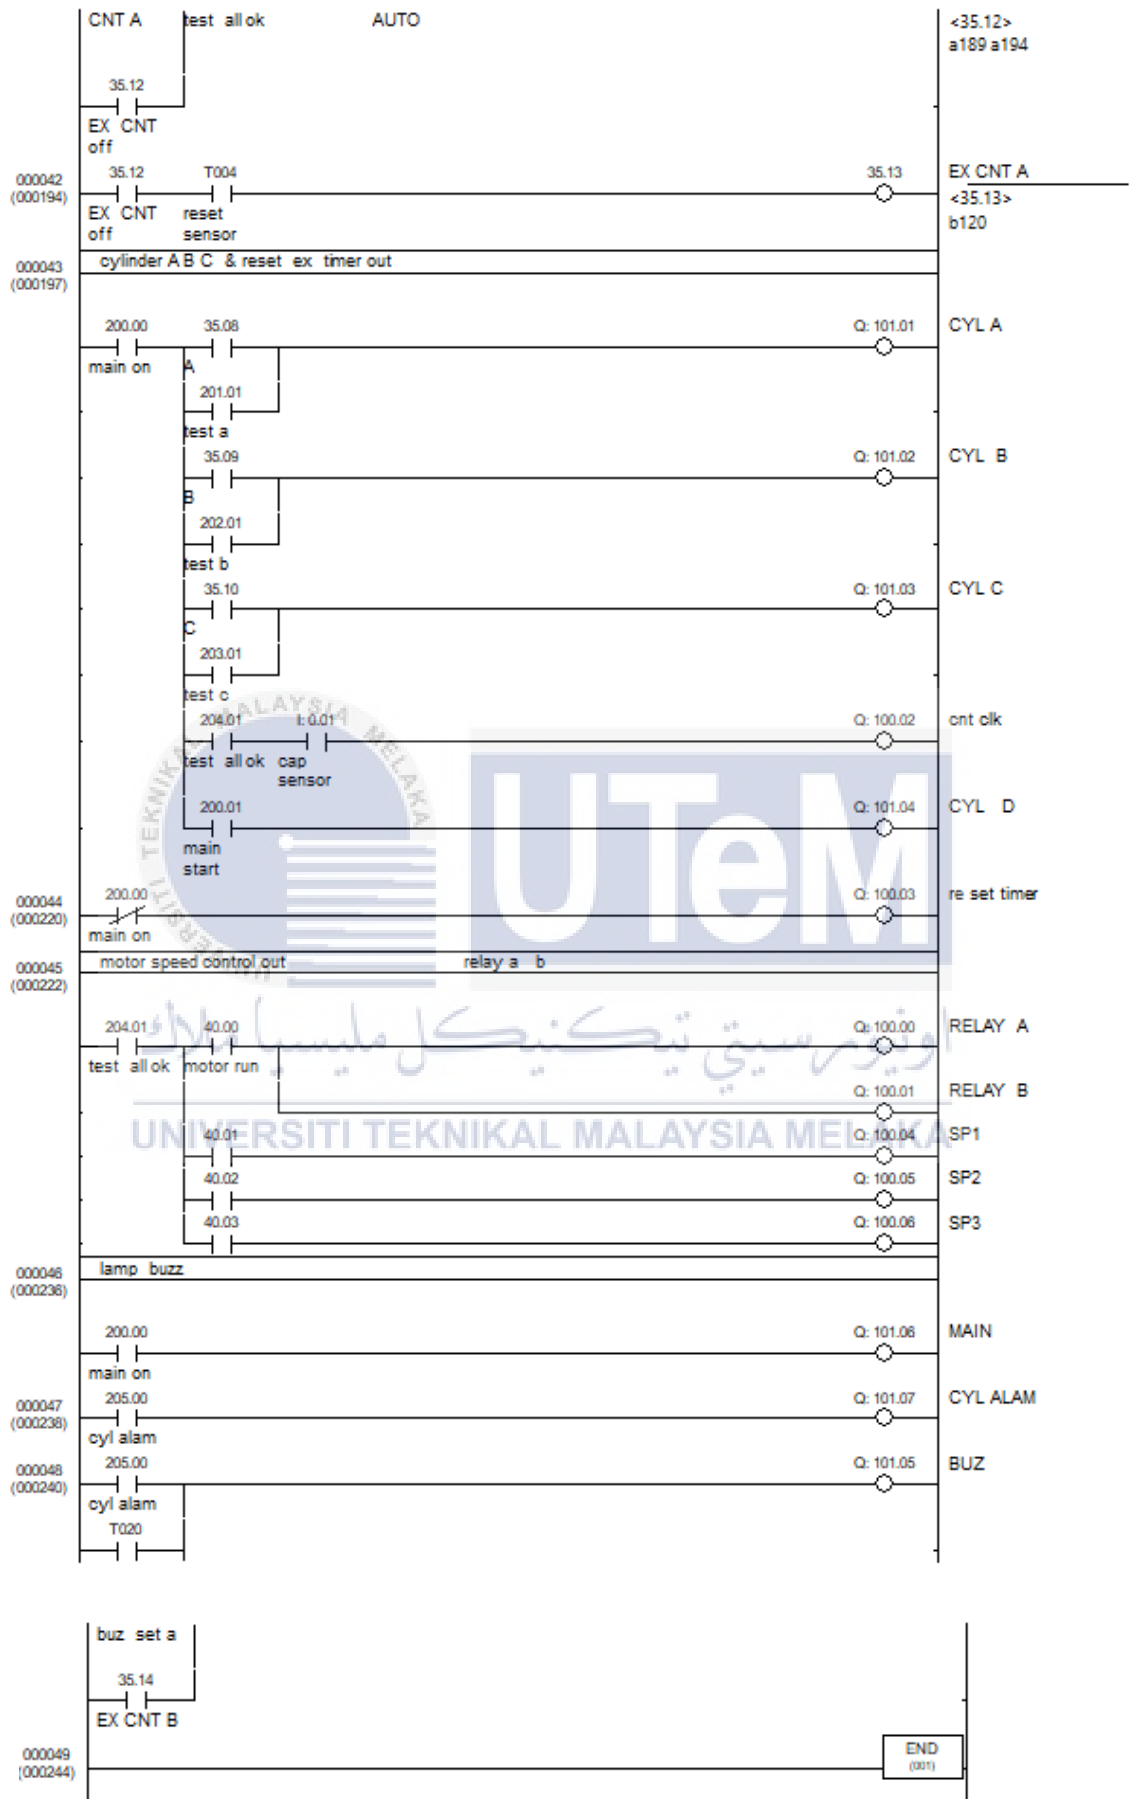 CNT A test all ok AUTO <35.12>
a189 a194
35.12
EX CNT
off
000042
(000194)
35.12 T004 35.13 EX CNT A
EX CNT reset <35.13>
off sensor b120
000043
(000197)
cylinder A B C & reset ex timer out
200.00 35.08 Q: 101.01 CYL A
main on A
201.01
test a
35.09 Q: 101.02 CYL B
B
202.01
test b
35.10 Q: 101.03 CYL C
C
203.01
test c
204.01 I: 0.01 Q: 100.02 cnt clk
test all ok cap
sensor
200.01 Q: 101.04 CYL D
main
start
000044
(000220)
200.00 Q: 100.03 re set timer
main on
000045
(000222)
motor speed control out relay a b
204.01 40.00 Q: 100.00 RELAY A
test all ok motor run
Q: 100.01 RELAY B
40.01 Q: 100.04 SP1
40.02 Q: 100.05 SP2
40.03 Q: 100.06 SP3
000046
(000236)
lamp buzz
200.00 Q: 101.06 MAIN
main on
000047
(000238)
205.00 Q: 101.07 CYL ALAM
cyl alam
000048
(000240)
205.00 Q: 101.05 BUZ
cyl alam
T020
buz set a
35.14
EX CNT B
000049
(000244)
END
(001)
UNIVERSITI TEKNIKAL MALAYSIA MELAKA
UTeM
اونيۏرسيتي تيكنيكل مليسيا ملاك
UNIVERSITI TEKNIKAL MALAYSIA MELAKA